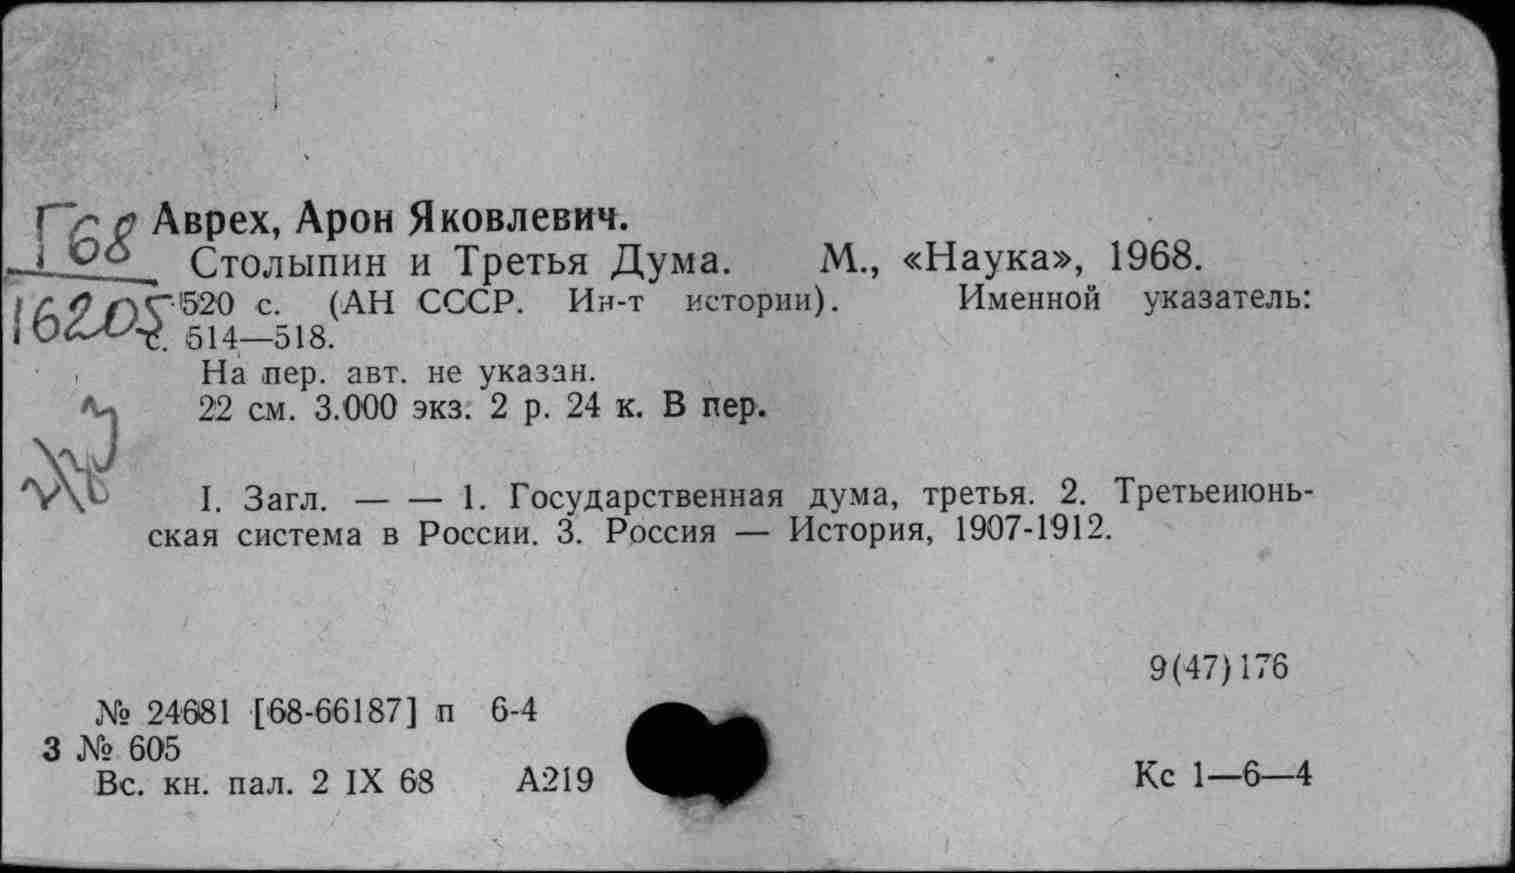 Г68
16205
Аврех, Арон Яковлевич.
Столыпин и Третья Дума. М., «Наука», 1968.
520 с. (АН СССР. Ин-т истории). Именной указатель:
с. 514—518.
На пер. авт. не указан.
22 см. 3.000 экз. 2 р. 24 к. В пер.
I. Загл. — — 1. Государственная дума, третья. 2. Третьеиюнь-
ская система в России. 3. Россия — История, 1907-1912.
9(47)176
№ 24681 [68-66187] п 6-4
З № 605
Вс. кн. пал. 2 IX 68 А219
Кс 1—6—4